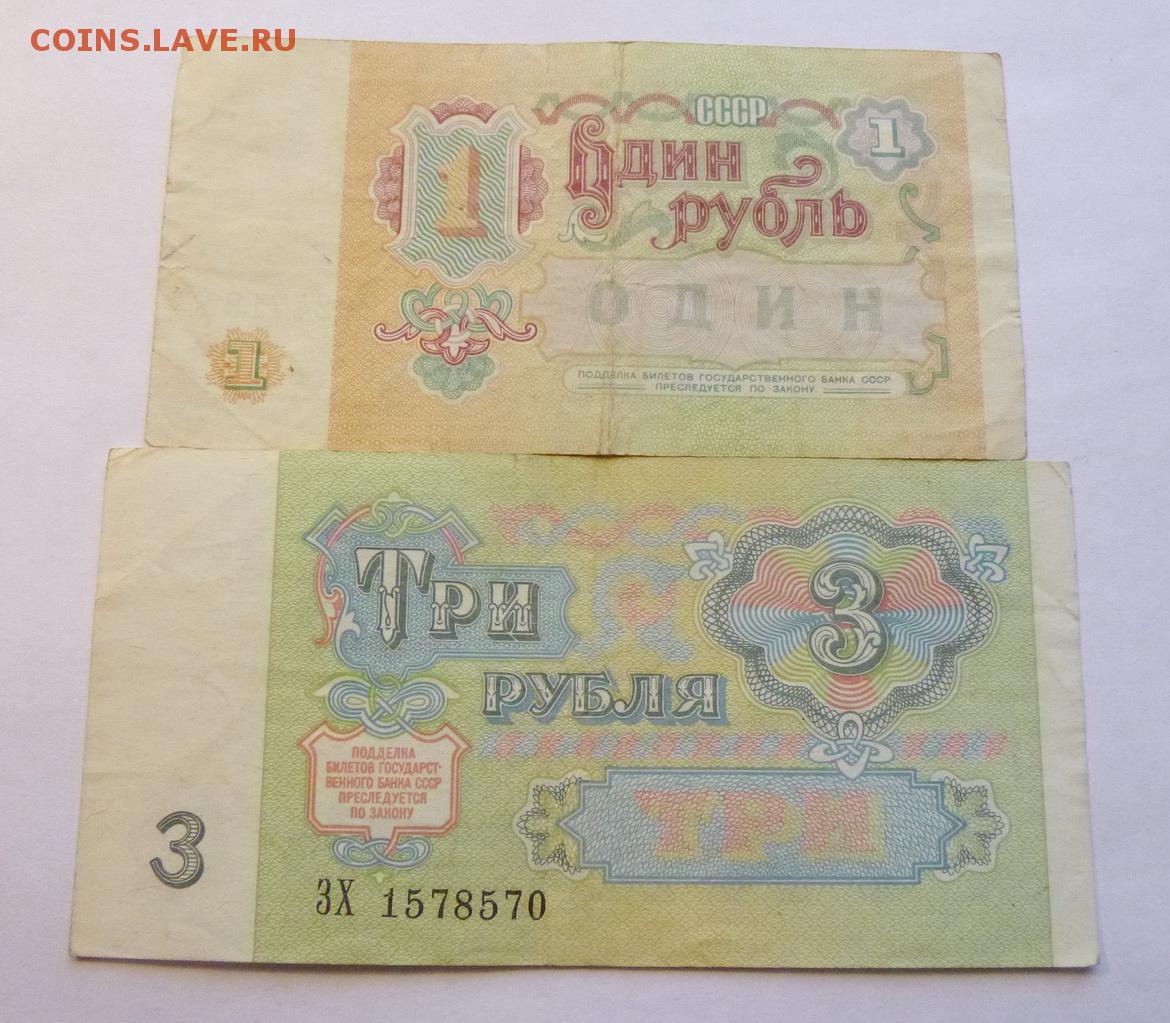 COINS.LAVE.RU
СССР
1
1
Один
рубль
ОДИН
1
ПОДДЕЛКА БИЛЕТОВ ГОСУДАРСТВЕННОГО БАНКА СССР
ПРЕСЛЕДУЕТСЯ ПО ЗАКОНУ.
ТРИ
3
РУБЛЯ
ПОДДЕЛКА
БИЛЕТОВ ГОСУДАРСТ-
ВЕННОГО БАНКА СССР
ПРЕСЛЕДУЕТСЯ
ПО ЗАКОНУ
ТРИ
3
ЗХ 1578570